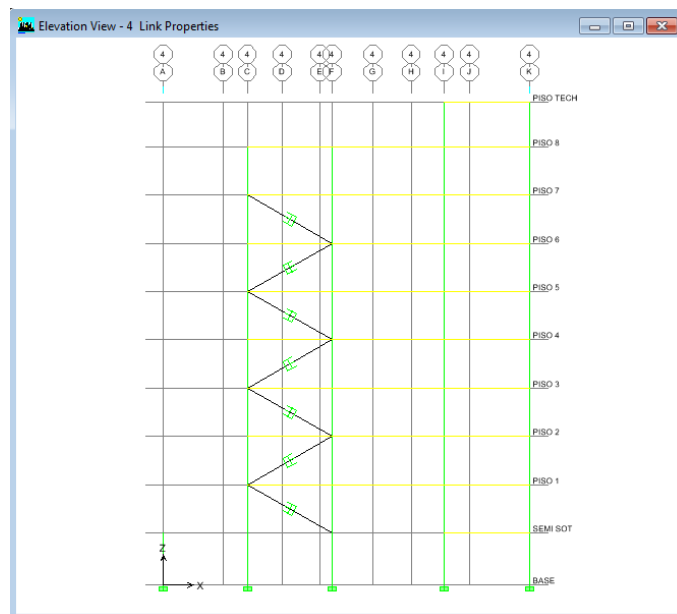 Elevation View - 4 Link Properties
4 4 4 4 4 4 4 4 4 4 4
A B C D E F G H I J K
PISO TECH
PISO 8
PISO 7
PISO 6
PISO 5
PISO 4
PISO 3
PISO 2
PISO 1
SEMI SOT
Z
X
BASE